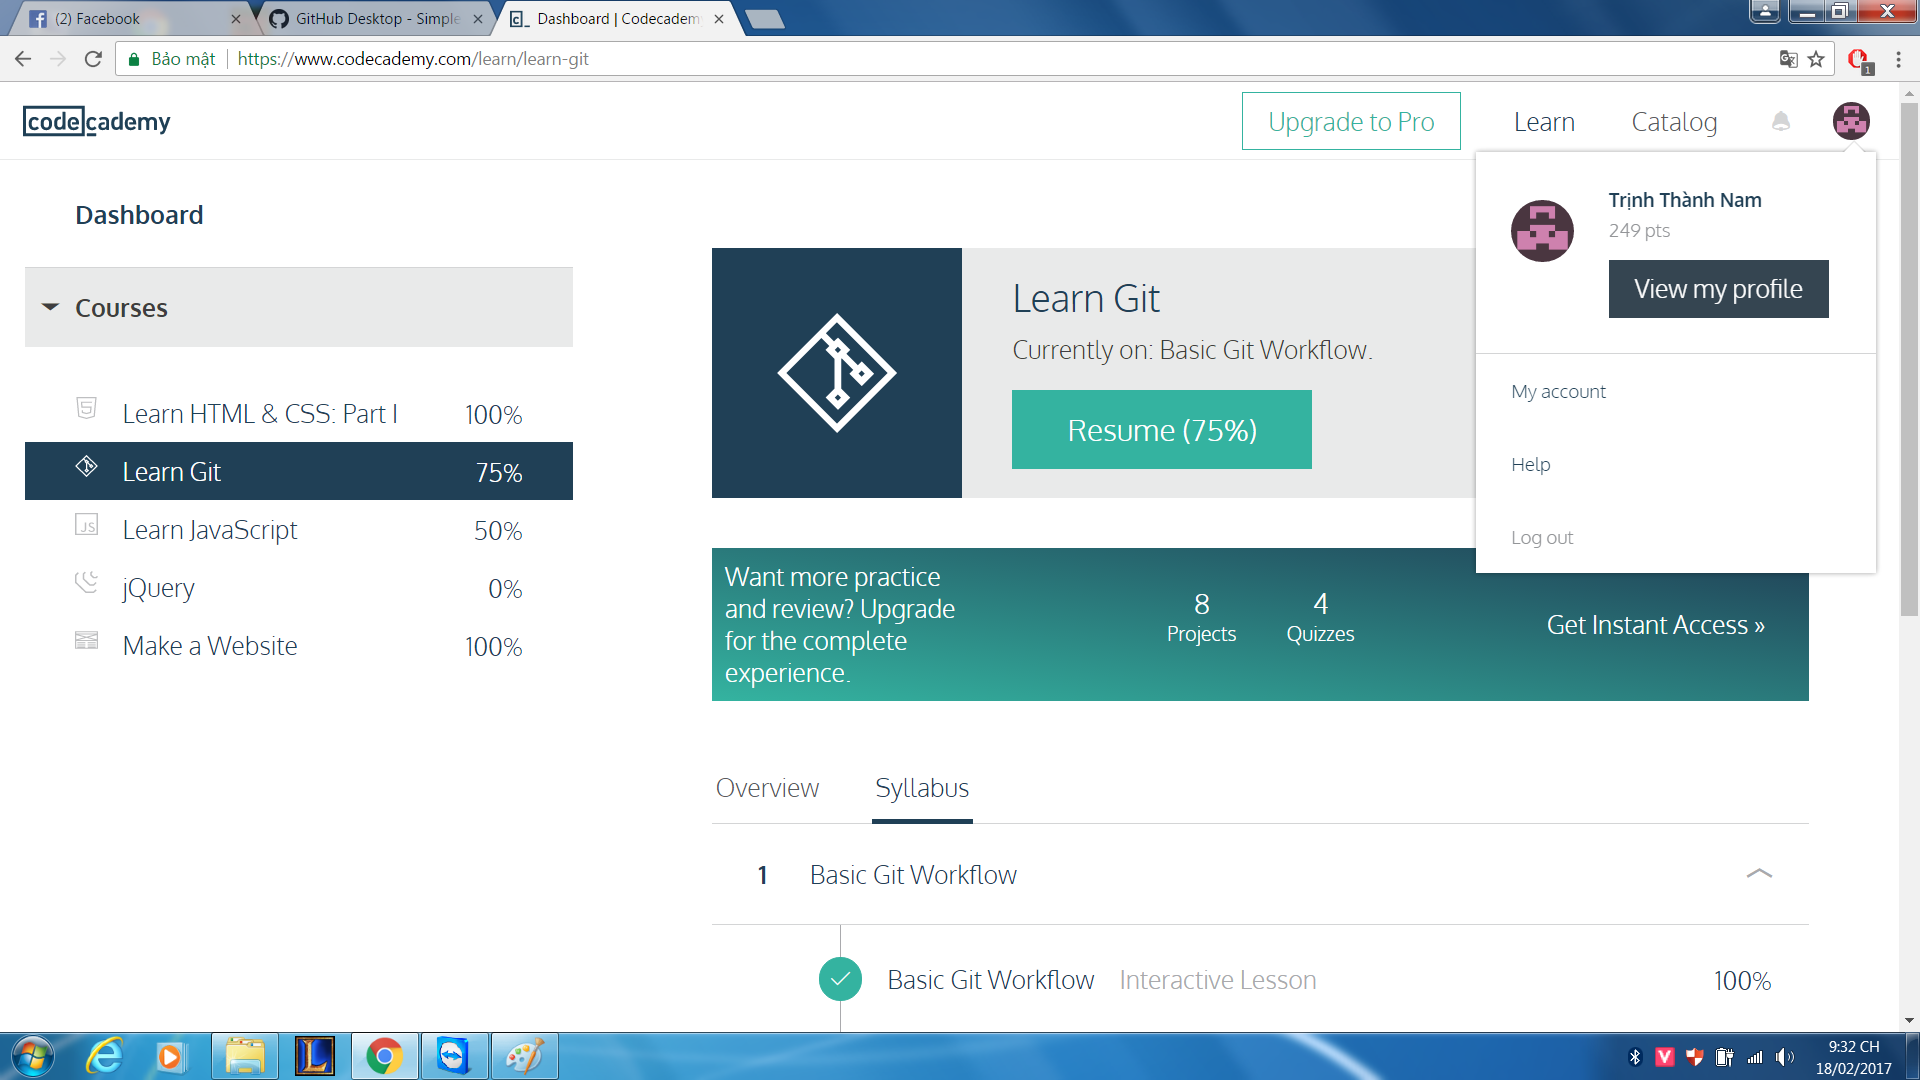 (2) Facebook
GitHub Desktop - Simple
Dashboard | Codecadem
Bảo mật
https://www.codecademy.com/learn/learn-git
1
codecademy
Upgrade to Pro
Learn
Catalog
Trịnh Thành Nam
249 pts
View my profile
My account
Help
Log out
Dashboard
Courses
Learn HTML & CSS: Part I 100%
Learn Git 75%
JS Learn JavaScript 50%
jQuery 0%
Make a Website 100%
Learn Git
Currently on: Basic Git Workflow.
Resume (75%)
Want more practice
and review? Upgrade
for the complete
experience.
8
Projects
4
Quizzes
Get Instant Access »
Overview
Syllabus
1 Basic Git Workflow
Basic Git Workflow Interactive Lesson 100%
9:32 CH
18/02/2017